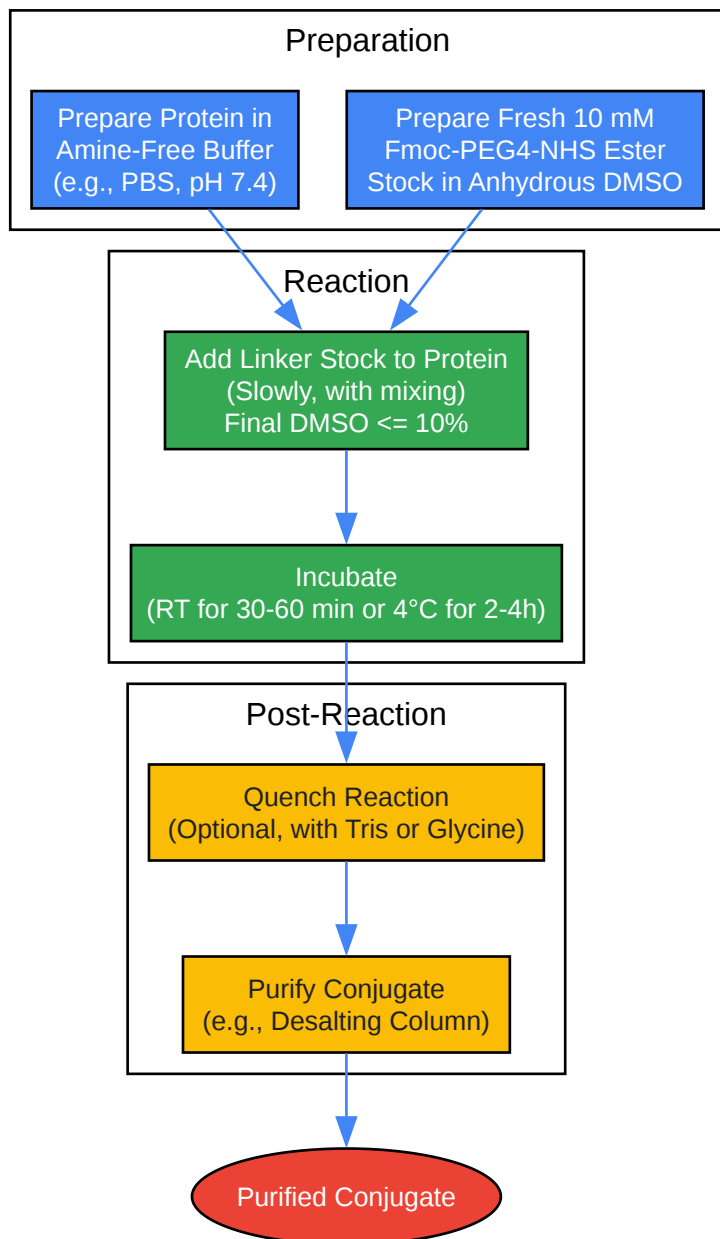 Preparation
Prepare Protein in
Amine-Free Buffer
(e.g., PBS, pH 7.4)
Prepare Fresh 10 mM
Fmoc-PEG4-NHS Ester
Stock in Anhydrous DMSO
Reaction
Add Linker Stock to Protein
(Slowly, with mixing)
Final DMSO <= 10%
Incubate
(RT for 30-60 min or 4°C for 2-4h)
Post-Reaction
Quench Reaction
(Optional, with Tris or Glycine)
Purify Conjugate
(e.g., Desalting Column)
Purified Conjugate